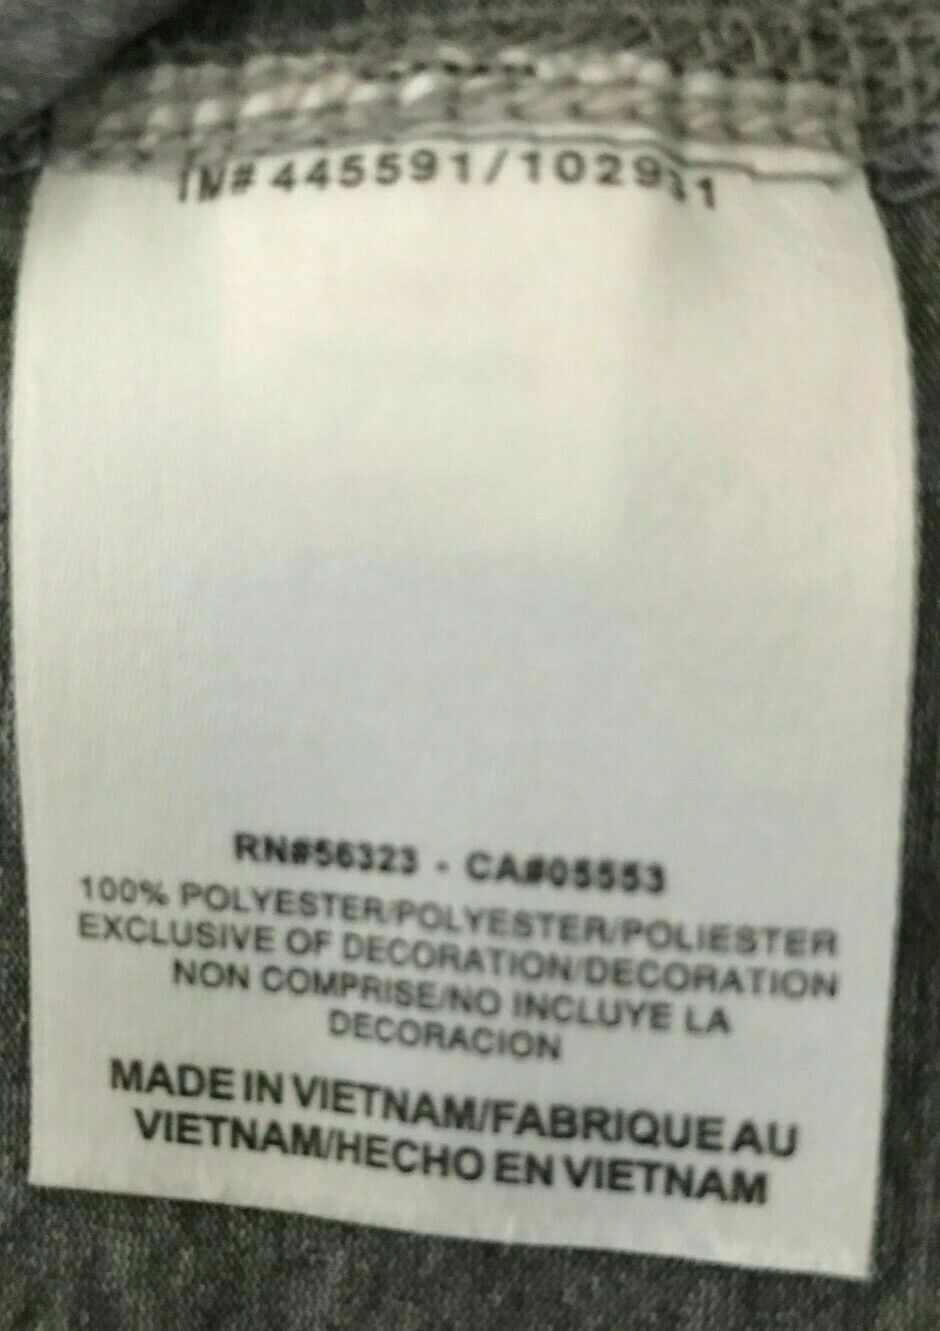 445591/102931
RN#56323 - CA#05553
100% POLYESTER/POLYESTER/POLIESTER
EXCLUSIVE OF DECORATION/DECORATION
NON COMPRISE/NO INCLUYE LA
DECORACION
MADE IN VIETNAM/FABRIQUE AU
VIETNAM/HECHO EN VIETNAM